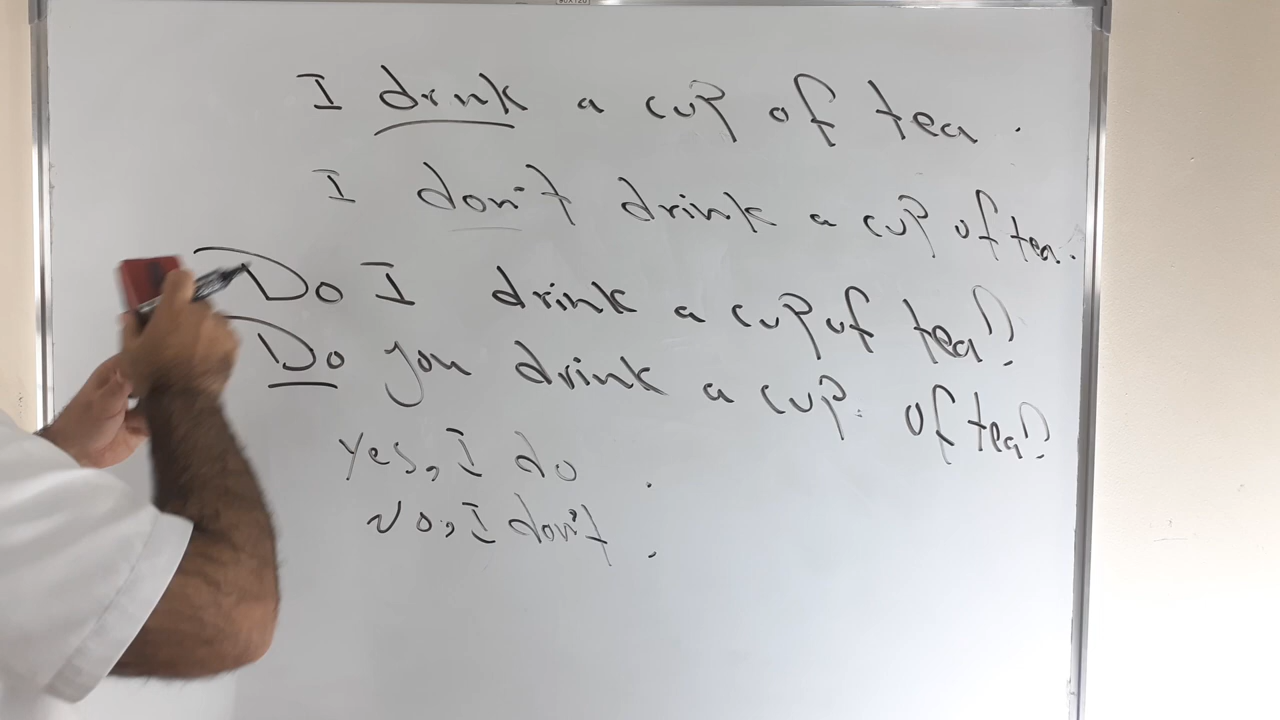 90x120
I drink a cup of tea.
I don't drink a cup of tea.
Do I drink a cup of tea?
Do you drink a cup of tea?
Yes, I do.
No, I don't.